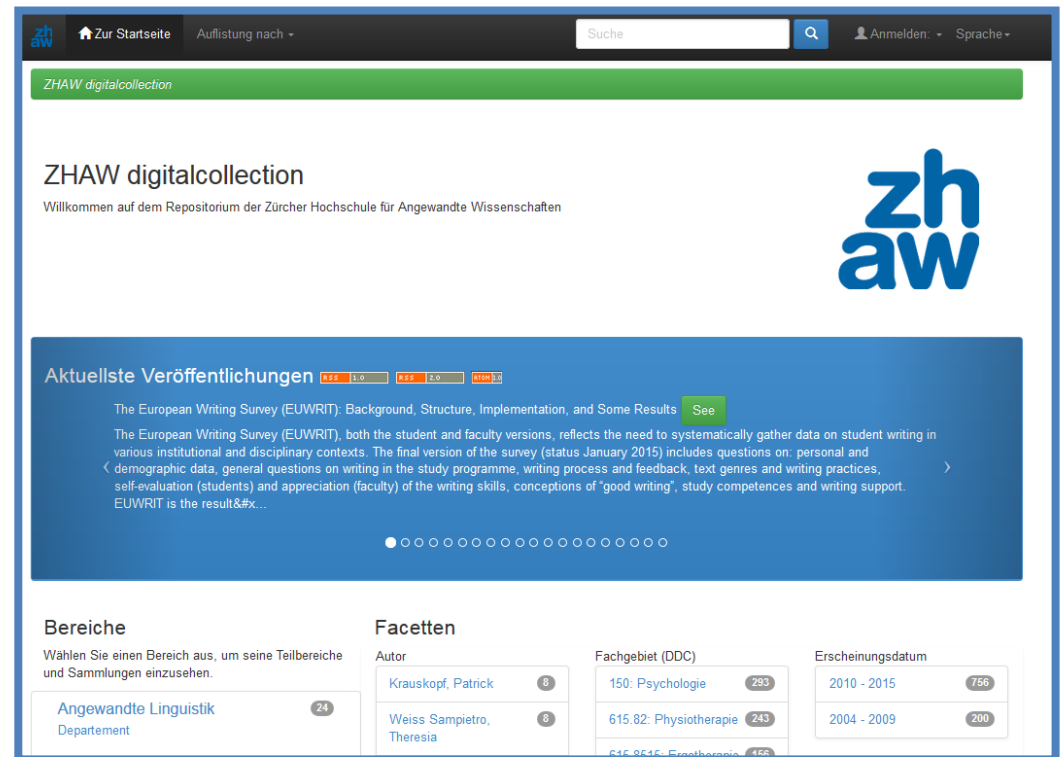 zh
aw
Zur Startseite
Auflistung nach
Suche
Anmelden:
Sprache
ZHAW digitalcollection
ZHAW digitalcollection
Willkommen auf dem Repositorium der Zürcher Hochschule für Angewandte Wissenschaften
zh
aw
Aktuellste Veröffentlichungen RSS 1.0 RSS 2.0 ATOM 1.0
The European Writing Survey (EUWRIT): Background, Structure, Implementation, and Some Results See
The European Writing Survey (EUWRIT), both the student and faculty versions, reflects the need to systematically gather data on student writing in
various institutional and disciplinary contexts. The final version of the survey (status January 2015) includes questions on: personal and
demographic data, general questions on writing in the study programme, writing process and feedback, text genres and writing practices,
self-evaluation (students) and appreciation (faculty) of the writing skills, conceptions of “good writing”, study competences and writing support.
EUWRIT is the result&#x...
Bereiche
Wählen Sie einen Bereich aus, um seine Teilbereiche
und Sammlungen einzusehen.
Angewandte Linguistik 24
Departement
Facetten
Autor
Krauskopf, Patrick 8
Weiss Sampietro, 8
Theresia
Fachgebiet (DDC)
150: Psychologie 293
615.82: Physiotherapie 243
615.8515: Ergotherapie 156
Erscheinungsdatum
2010 - 2015 756
2004 - 2009 200